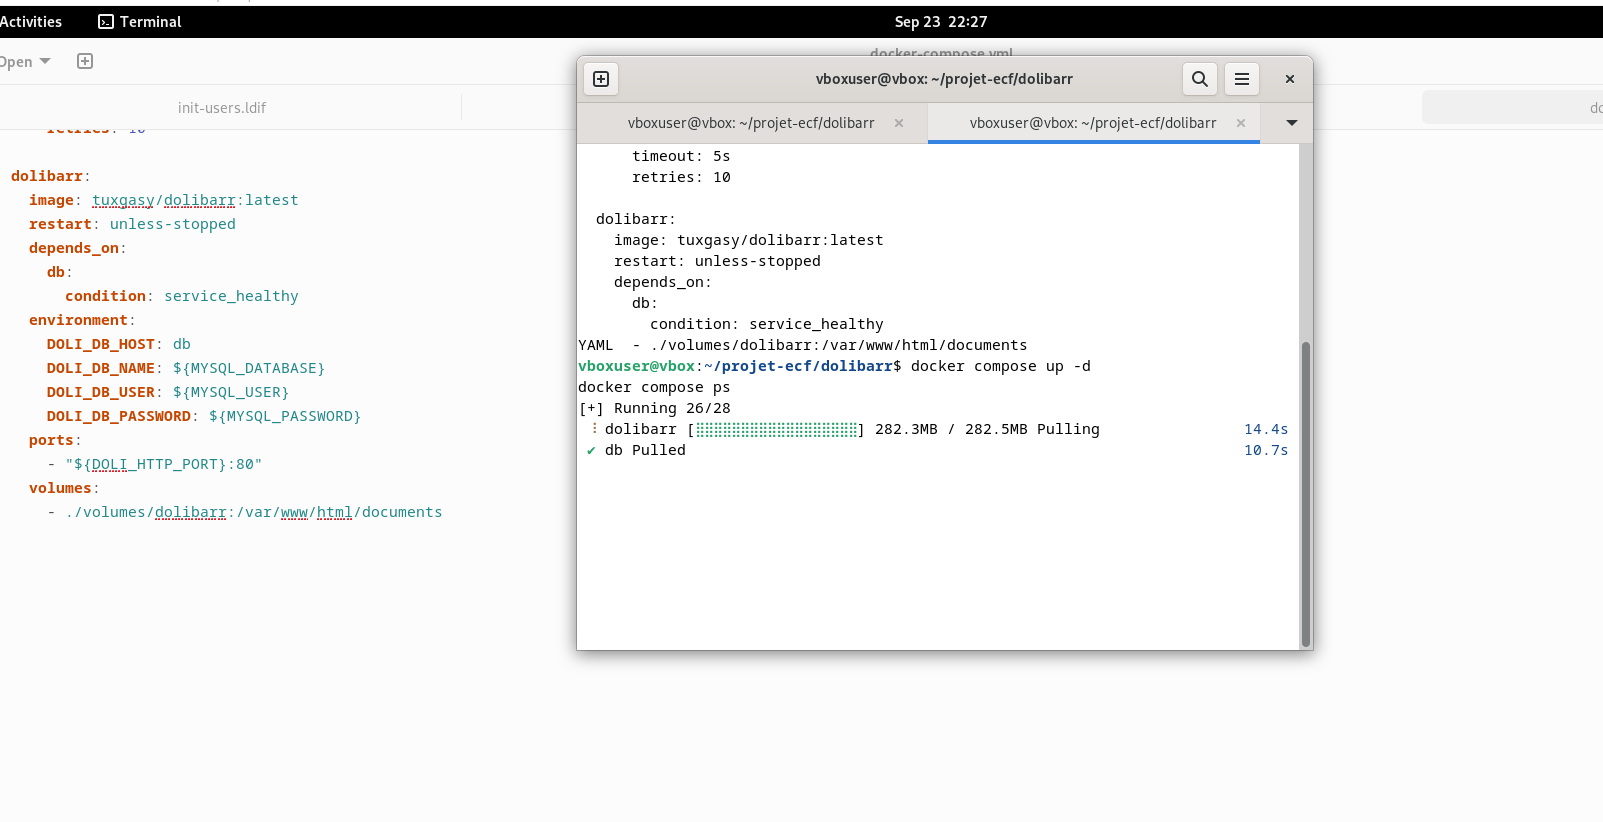 Activities
Terminal
Sep 23 22:27
Open
docker-compose.yml
init-users.ldif
retries: 10
dolibarr:
image: tuxgasy/dolibarr:latest
restart: unless-stopped
depends_on:
db:
condition: service_healthy
environment:
DOLI_DB_HOST: db
DOLI_DB_NAME: ${MYSQL_DATABASE}
DOLI_DB_USER: ${MYSQL_USER}
DOLI_DB_PASSWORD: ${MYSQL_PASSWORD}
ports:
- "${DOLI_HTTP_PORT}:80"
volumes:
- ./volumes/dolibarr:/var/www/html/documents
vboxuser@vbox: ~/projet-ecf/dolibarr
vboxuser@vbox: ~/projet-ecf/dolibarr
vboxuser@vbox: ~/projet-ecf/dolibarr
timeout: 5s
retries: 10
dolibarr:
image: tuxgasy/dolibarr:latest
restart: unless-stopped
depends_on:
db:
condition: service_healthy
YAML  - ./volumes/dolibarr:/var/www/html/documents
vboxuser@vbox:~/projet-ecf/dolibarr$ docker compose up -d
docker compose ps
[+] Running 26/28
dolibarr [⣿⣿⣿⣿⣿⣿⣿⣿⣿⣿⣿⣿⣿⣿⣿⣿⣿⣿] 282.3MB / 282.5MB Pulling 14.4s
✔ db Pulled 10.7s